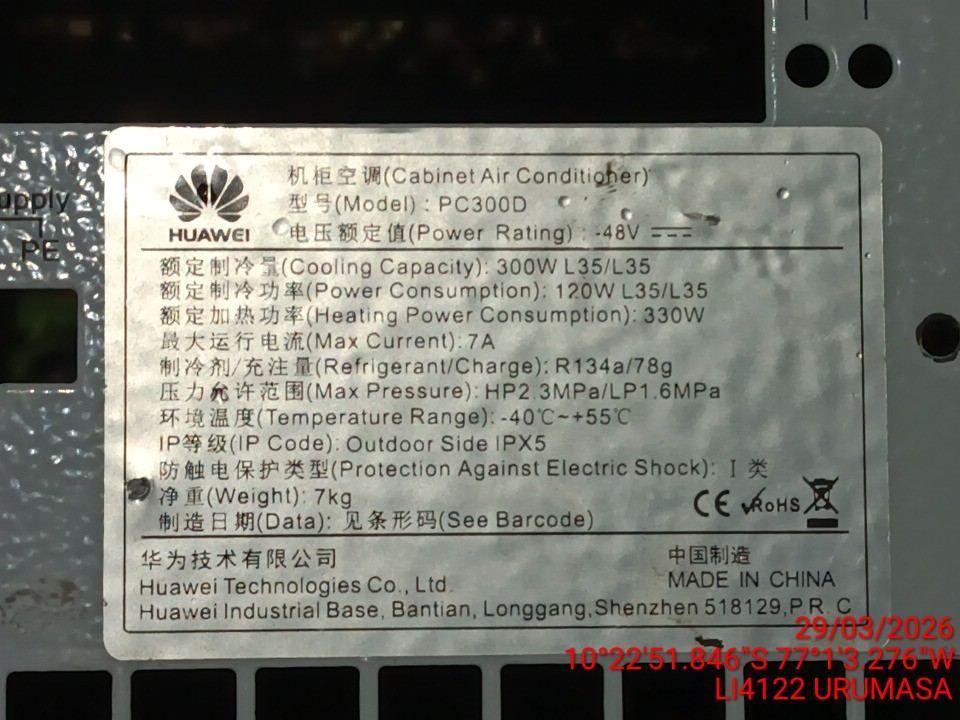 upply
PE
HUAWEI
机柜空调(Cabinet Air Conditioner)
型号(Model) : PC300D
电压额定值(Power Rating) : -48V
额定制冷量(Cooling Capacity): 300W L35/L35
额定制冷功率(Power Consumption): 120W L35/L35
额定加热功率(Heating Power Consumption): 330W
最大运行电流(Max Current): 7A
制冷剂/充注量(Refrigerant/Charge): R134a/78g
压力允许范围(Max Pressure): HP2.3MPa/LP1.6MPa
环境温度(Temperature Range): -40℃~+55℃
IP等级(IP Code): Outdoor Side IPX5
防触电保护类型(Protection Against Electric Shock): I 类
净重(Weight): 7kg
CE RoHS
制造日期(Data): 见条形码(See Barcode)
华为技术有限公司
中国制造
Huawei Technologies Co., Ltd.
MADE IN CHINA
Huawei Industrial Base, Bantian, Longgang, Shenzhen 518129, P.R. C
29/03/2026
10°22'51.846"S 77°1'3.276"W
LI4122 URUMASA